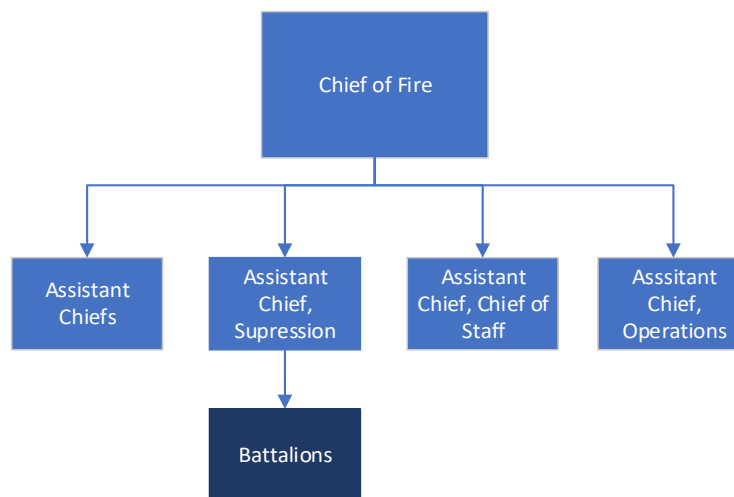 Chief of Fire
Assistant
Chiefs
Assistant
Chief,
Supression
Assistant
Chief, Chief of
Staff
Asssitant
Chief,
Operations
Battalions